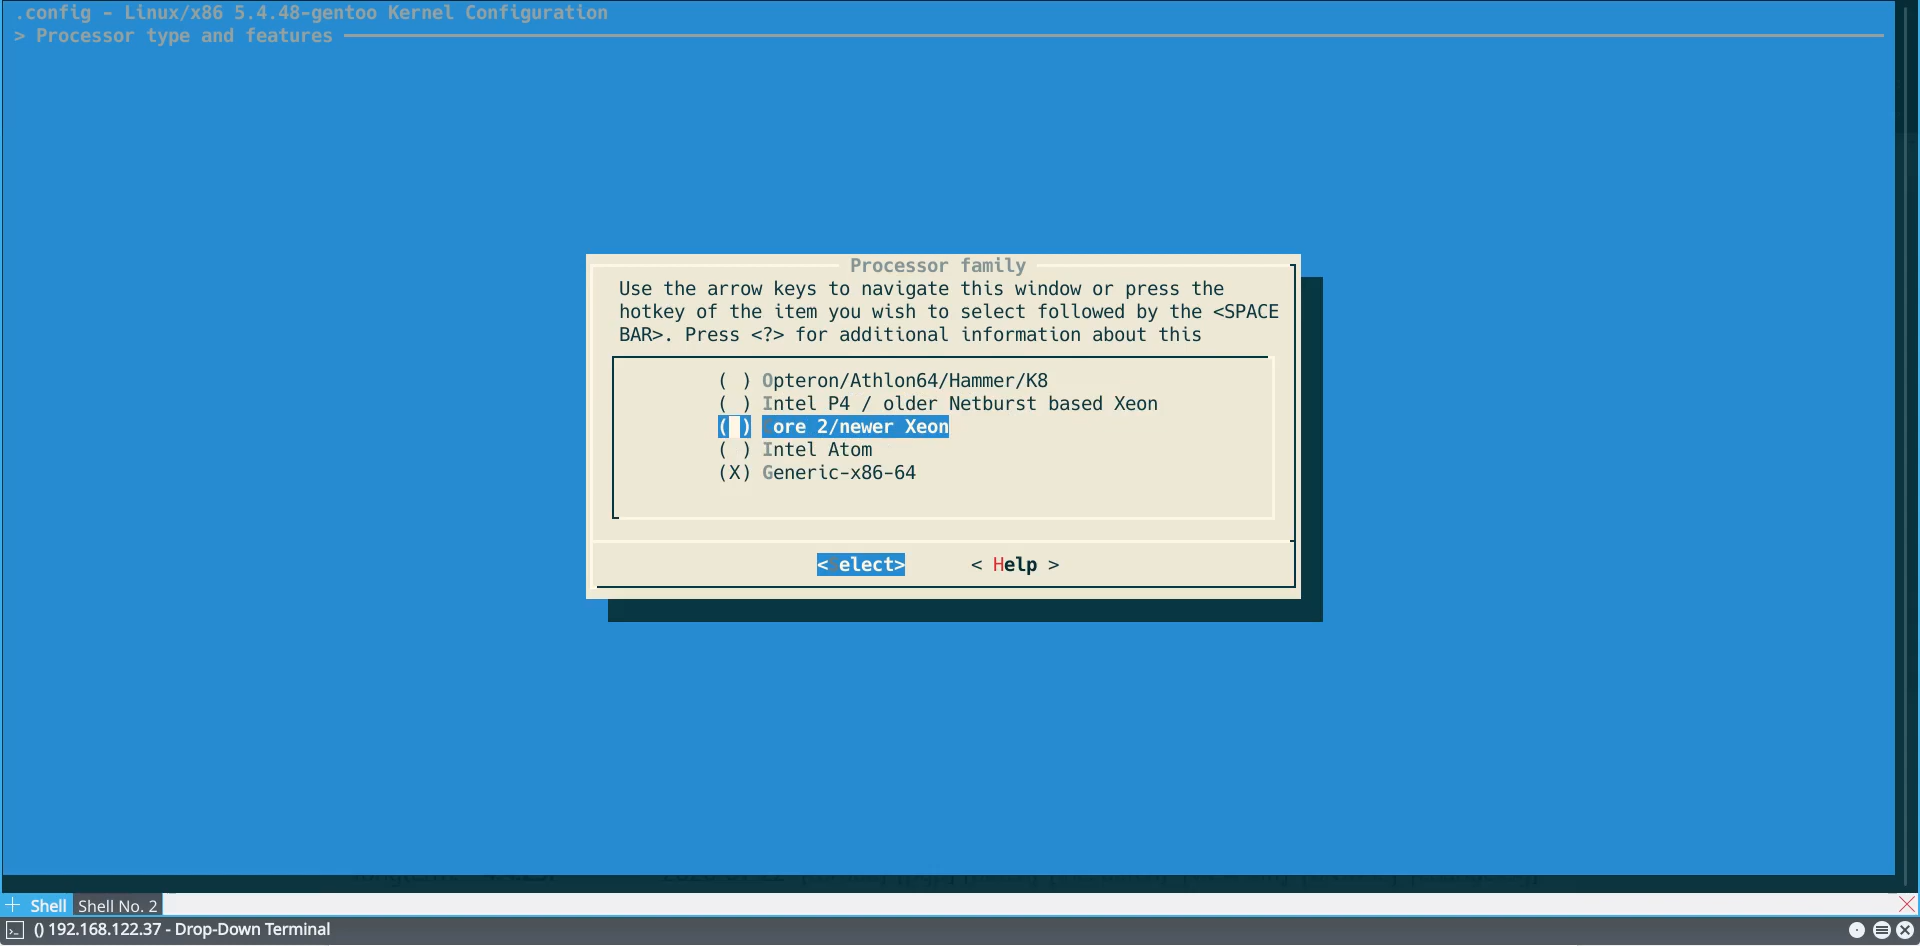 .config - Linux/x86 5.4.48-gentoo Kernel Configuration
> Processor type and features
Processor family
Use the arrow keys to navigate this window or press the
hotkey of the item you wish to select followed by the <SPACE
BAR>. Press <?> for additional information about this
( ) Opteron/Athlon64/Hammer/K8
( ) Intel P4 / older Netburst based Xeon
( ) ore 2/newer Xeon
( ) Intel Atom
(X) Generic-x86-64
<Select> < Help >
Shell Shell No. 2
() 192.168.122.37 - Drop-Down Terminal